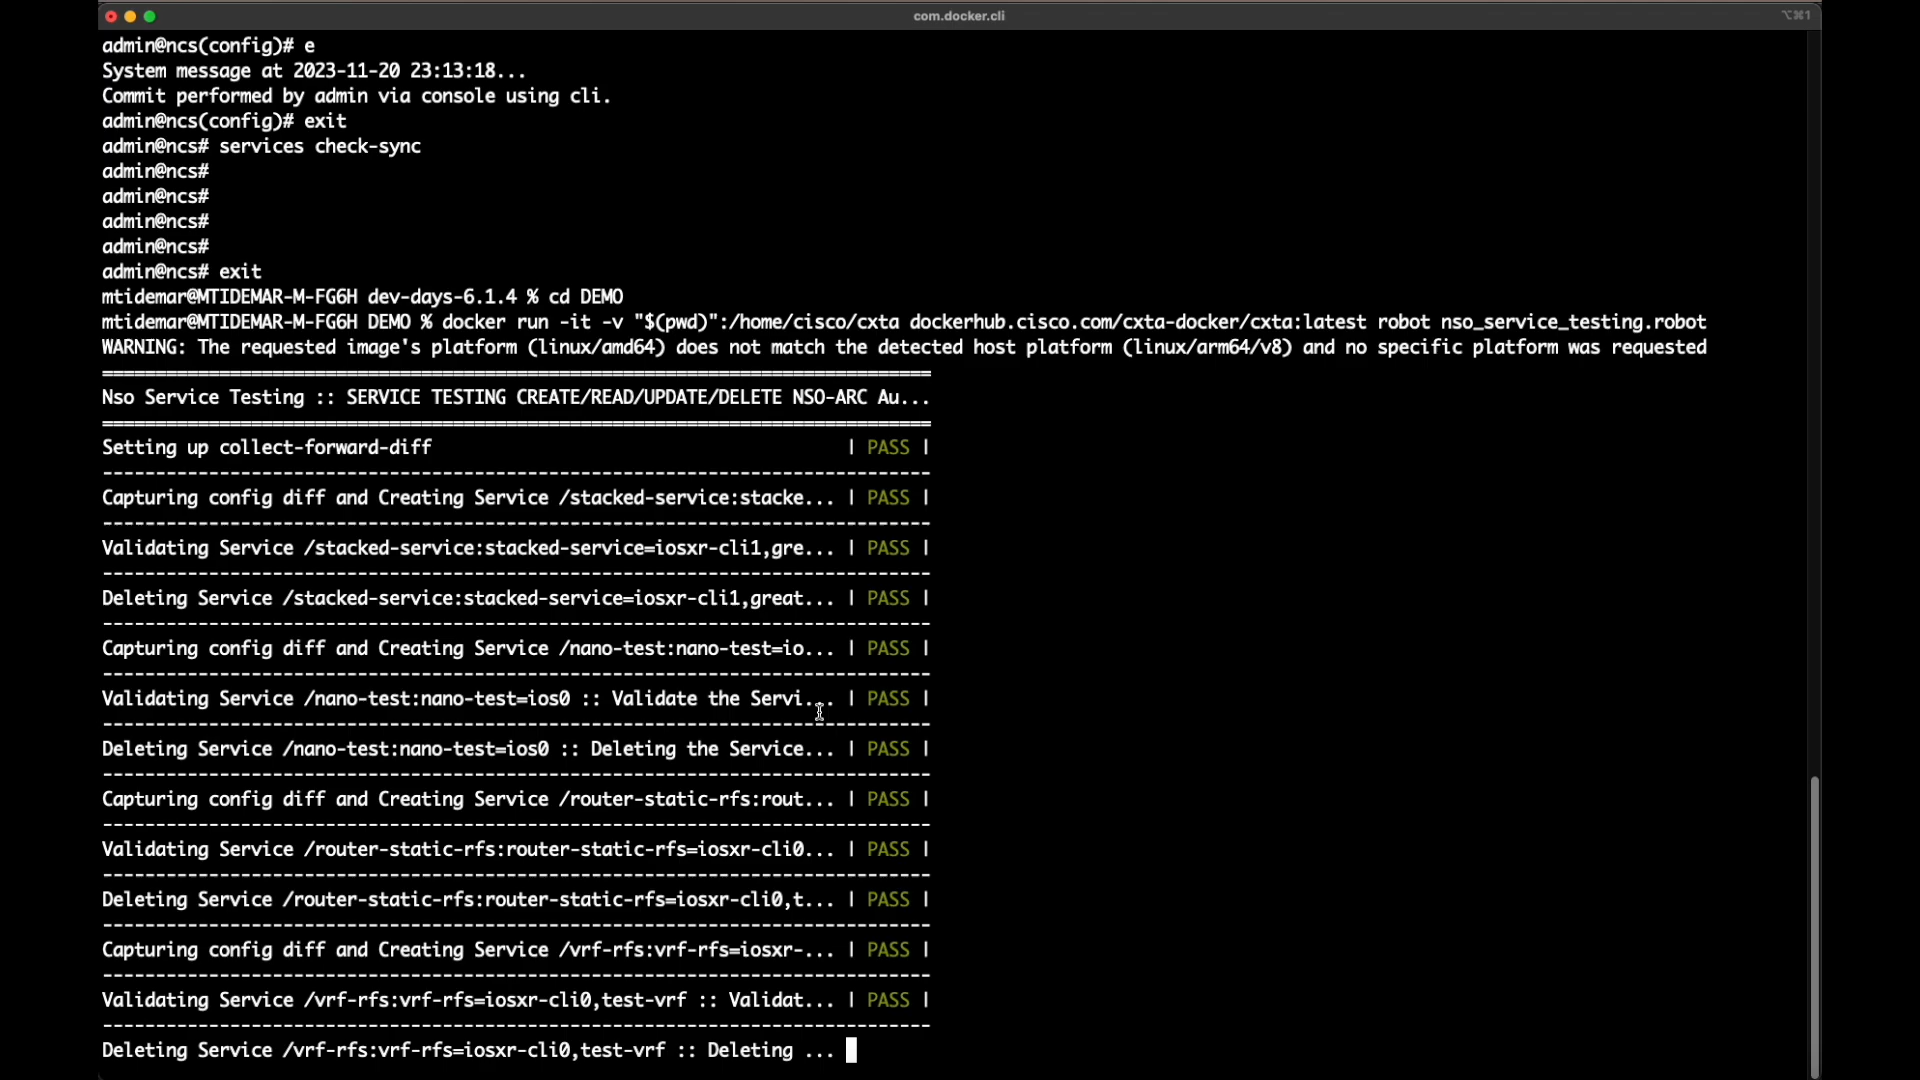 com.docker.cli
⌥⌘1
admin@ncs(config)# e
System message at 2023-11-20 23:13:18...
Commit performed by admin via console using cli.
admin@ncs(config)# exit
admin@ncs# services check-sync
admin@ncs#
admin@ncs#
admin@ncs#
admin@ncs#
admin@ncs# exit
mtidemar@MTIDEMAR-M-FG6H dev-days-6.1.4 % cd DEMO
mtidemar@MTIDEMAR-M-FG6H DEMO % docker run -it -v "$(pwd)":/home/cisco/cxta dockerhub.cisco.com/cxta-docker/cxta:latest robot nso_service_testing.robot
WARNING: The requested image's platform (linux/amd64) does not match the detected host platform (linux/arm64/v8) and no specific platform was requested
==============================================================================
Nso Service Testing :: SERVICE TESTING CREATE/READ/UPDATE/DELETE NSO-ARC Au...
==============================================================================
Setting up collect-forward-diff                                       | PASS |
------------------------------------------------------------------------------
Capturing config diff and Creating Service /stacked-service:stacke... | PASS |
------------------------------------------------------------------------------
Validating Service /stacked-service:stacked-service=iosxr-cli1,gre... | PASS |
------------------------------------------------------------------------------
Deleting Service /stacked-service:stacked-service=iosxr-cli1,great... | PASS |
------------------------------------------------------------------------------
Capturing config diff and Creating Service /nano-test:nano-test=io... | PASS |
------------------------------------------------------------------------------
Validating Service /nano-test:nano-test=ios0 :: Validate the Servi... | PASS |
------------------------------------------------------------------------------
Deleting Service /nano-test:nano-test=ios0 :: Deleting the Service... | PASS |
------------------------------------------------------------------------------
Capturing config diff and Creating Service /router-static-rfs:rout... | PASS |
------------------------------------------------------------------------------
Validating Service /router-static-rfs:router-static-rfs=iosxr-cli0... | PASS |
------------------------------------------------------------------------------
Deleting Service /router-static-rfs:router-static-rfs=iosxr-cli0,t... | PASS |
------------------------------------------------------------------------------
Capturing config diff and Creating Service /vrf-rfs:vrf-rfs=iosxr-... | PASS |
------------------------------------------------------------------------------
Validating Service /vrf-rfs:vrf-rfs=iosxr-cli0,test-vrf :: Validat... | PASS |
------------------------------------------------------------------------------
Deleting Service /vrf-rfs:vrf-rfs=iosxr-cli0,test-vrf :: Deleting ...